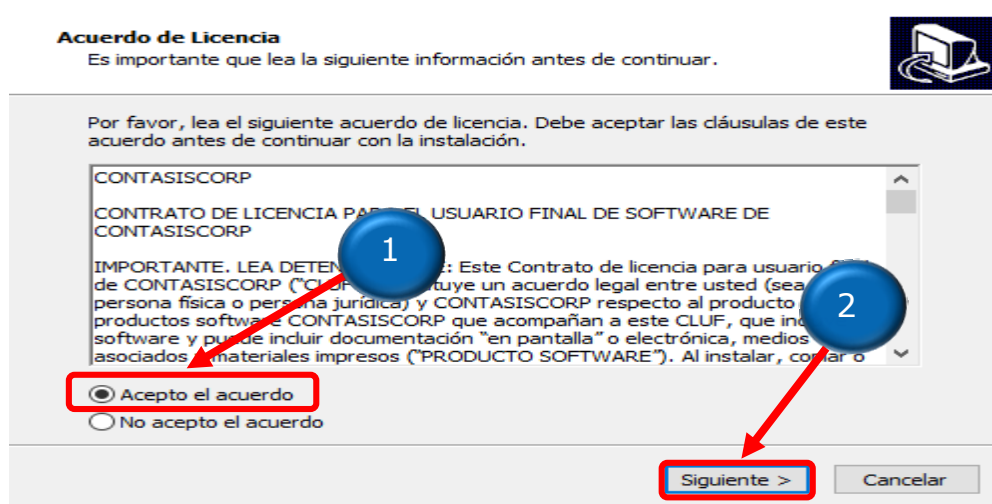 Acuerdo de Licencia
Es importante que lea la siguiente información antes de continuar.
Por favor, lea el siguiente acuerdo de licencia. Debe aceptar las cláusulas de este
acuerdo antes de continuar con la instalación.
CONTASISCORP
CONTRATO DE LICENCIA EL USUARIO FINAL DE SOFTWARE DE
CONTASISCORP
1
IMPORTANTE. LEA Este Contrato de licencia para usuario
de CONTASISCORP un acuerdo legal entre usted (sea
persona física o persona jurídica) y CONTASISCORP respecto al producto
2
productos software CONTASISCORP que acompañan a este CLUF, que
software y puede incluir documentación "en pantalla" o electrónica, medios
asociados y materiales impresos ("PRODUCTO SOFTWARE"). Al instalar, copiar o
Acepto el acuerdo
No acepto el acuerdo
Siguiente > Cancelar